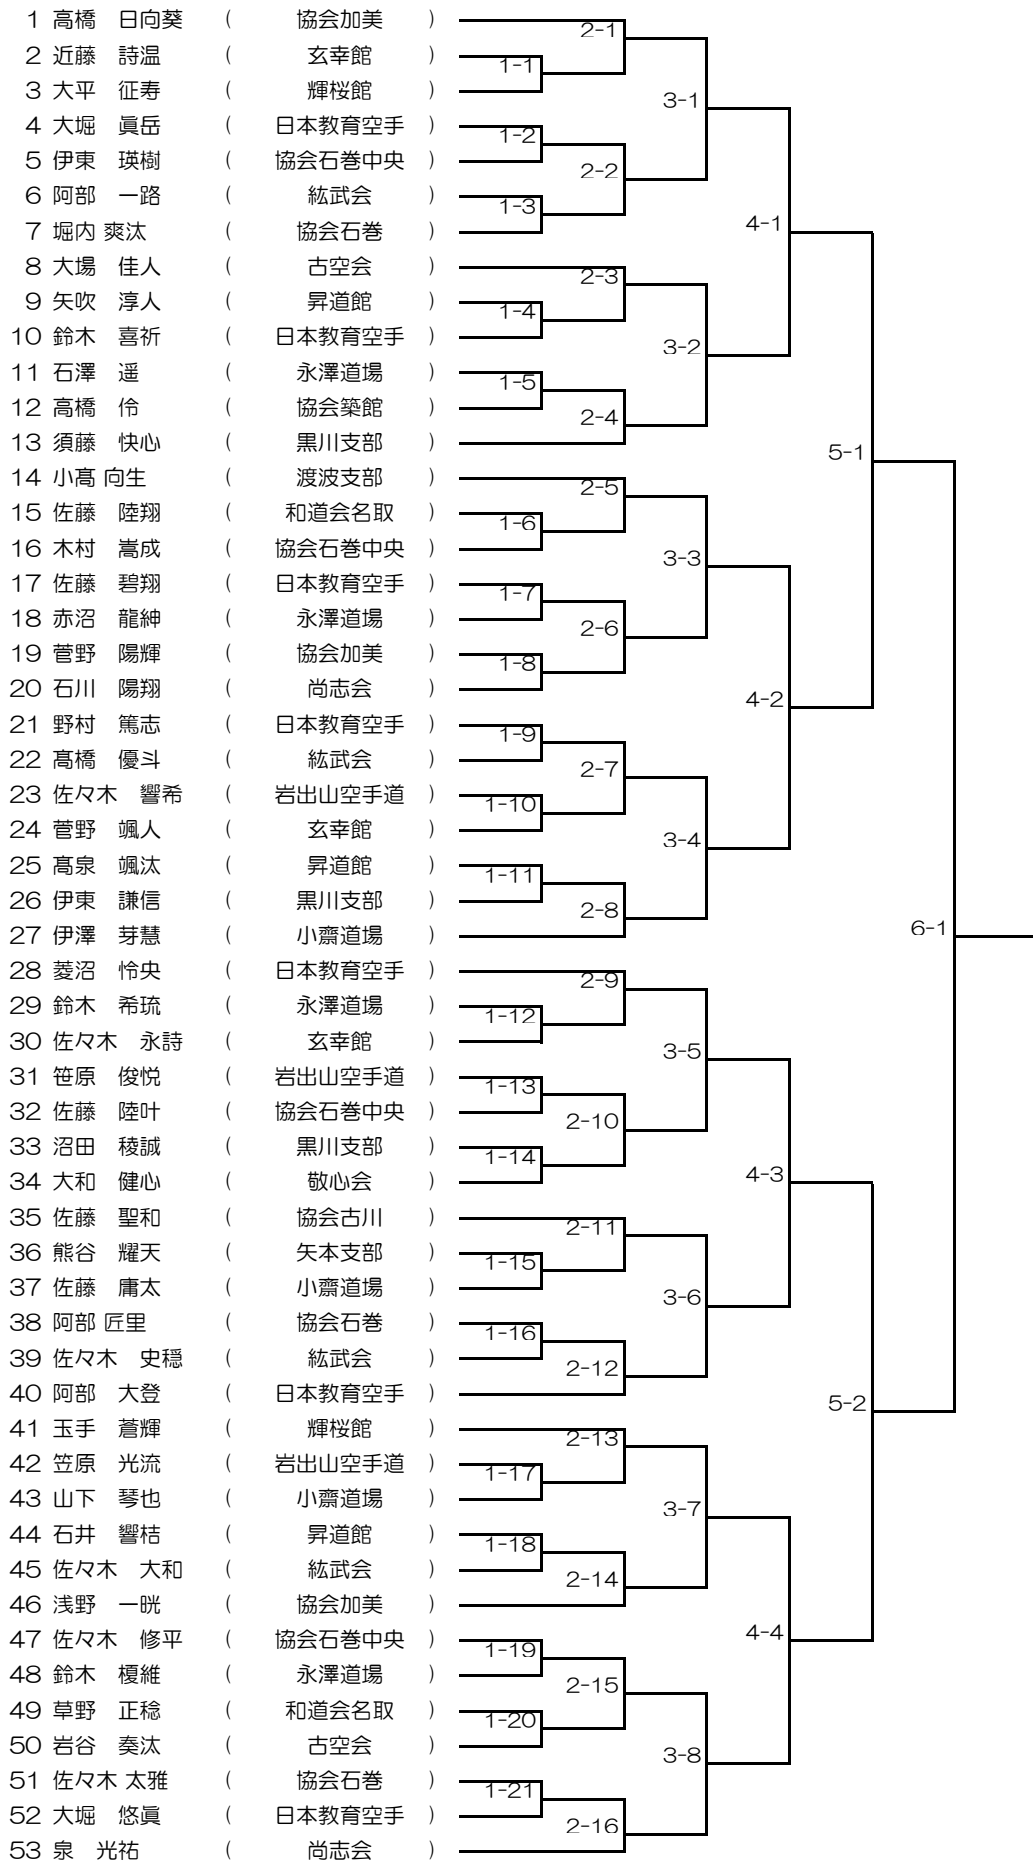 1 高橋　日向葵 ( 協会加美 )
2-1
2 近藤　詩温 ( 玄幸館 )
1-1
3 大平　征寿 ( 輝桜館 )
3-1
4 大堀　眞岳 ( 日本教育空手 )
1-2
5 伊東　瑛樹 ( 協会石巻中央 )
2-2
6 阿部　一路 ( 紘武会 )
1-3
7 堀内 爽汰 ( 協会石巻 )
4-1
8 大場　佳人 ( 古空会 )
2-3
9 矢吹　淳人 ( 昇道館 )
1-4
10 鈴木　喜祈 ( 日本教育空手 )
3-2
11 石澤　遥 ( 永澤道場 )
1-5
12 高橋　伶 ( 協会築館 )
2-4
13 須藤　快心 ( 黒川支部 )
5-1
14 小髙 向生 ( 渡波支部 )
2-5
15 佐藤　陸翔 ( 和道会名取 )
1-6
16 木村　嵩成 ( 協会石巻中央 )
3-3
17 佐藤　碧翔 ( 日本教育空手 )
1-7
18 赤沼　龍紳 ( 永澤道場 )
2-6
19 菅野　陽輝 ( 協会加美 )
1-8
20 石川　陽翔 ( 尚志会 )
4-2
21 野村　篤志 ( 日本教育空手 )
1-9
22 髙橋　優斗 ( 紘武会 )
2-7
23 佐々木　響希 ( 岩出山空手道 )
1-10
24 菅野　颯人 ( 玄幸館 )
3-4
25 髙泉　颯汰 ( 昇道館 )
1-11
26 伊東　謙信 ( 黒川支部 )
2-8
27 伊澤　芽慧 ( 小齋道場 )
6-1
28 菱沼　怜央 ( 日本教育空手 )
2-9
29 鈴木　希琉 ( 永澤道場 )
1-12
30 佐々木　永詩 ( 玄幸館 )
3-5
31 笹原　俊悦 ( 岩出山空手道 )
1-13
32 佐藤　陸叶 ( 協会石巻中央 )
2-10
33 沼田　稜誠 ( 黒川支部 )
1-14
34 大和　健心 ( 敬心会 )
4-3
35 佐藤　聖和 ( 協会古川 )
2-11
36 熊谷　耀天 ( 矢本支部 )
1-15
37 佐藤　庸太 ( 小齋道場 )
3-6
38 阿部 匠里 ( 協会石巻 )
1-16
39 佐々木　史穏 ( 紘武会 )
2-12
40 阿部　大登 ( 日本教育空手 )
5-2
41 玉手　蒼輝 ( 輝桜館 )
2-13
42 笠原　光流 ( 岩出山空手道 )
1-17
43 山下　琴也 ( 小齋道場 )
3-7
44 石井　響桔 ( 昇道館 )
1-18
45 佐々木　大和 ( 紘武会 )
2-14
46 浅野　一晄 ( 協会加美 )
4-4
47 佐々木　修平 ( 協会石巻中央 )
1-19
48 鈴木　榎維 ( 永澤道場 )
2-15
49 草野　正稔 ( 和道会名取 )
1-20
50 岩谷　奏汰 ( 古空会 )
3-8
51 佐々木 太雅 ( 協会石巻 )
1-21
52 大堀　悠眞 ( 日本教育空手 )
2-16
53 泉　光祐 ( 尚志会 )